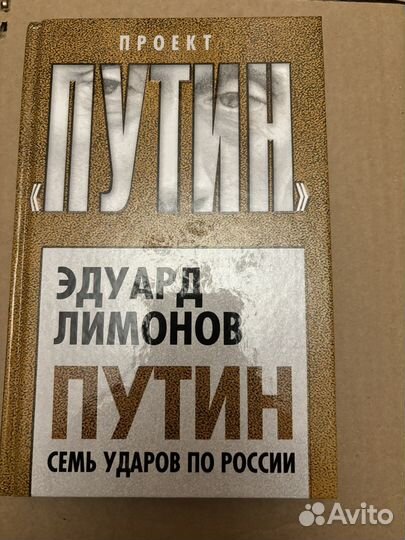 ПРОЕКТ
«ПУТИН»
ЭДУАРД
ЛИМОНОВ
ПУТИН
СЕМЬ УДАРОВ ПО РОССИИ
Avito